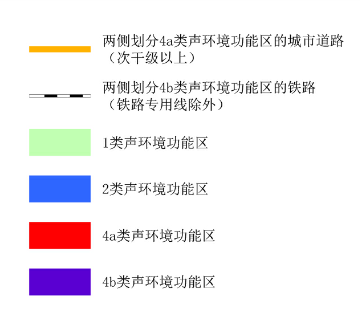 两侧划分4a类声环境功能区的城市道路
（次干级以上）
两侧划分4b类声环境功能区的铁路
（铁路专用线除外）
1类声环境功能区
2类声环境功能区
4a类声环境功能区
4b类声环境功能区